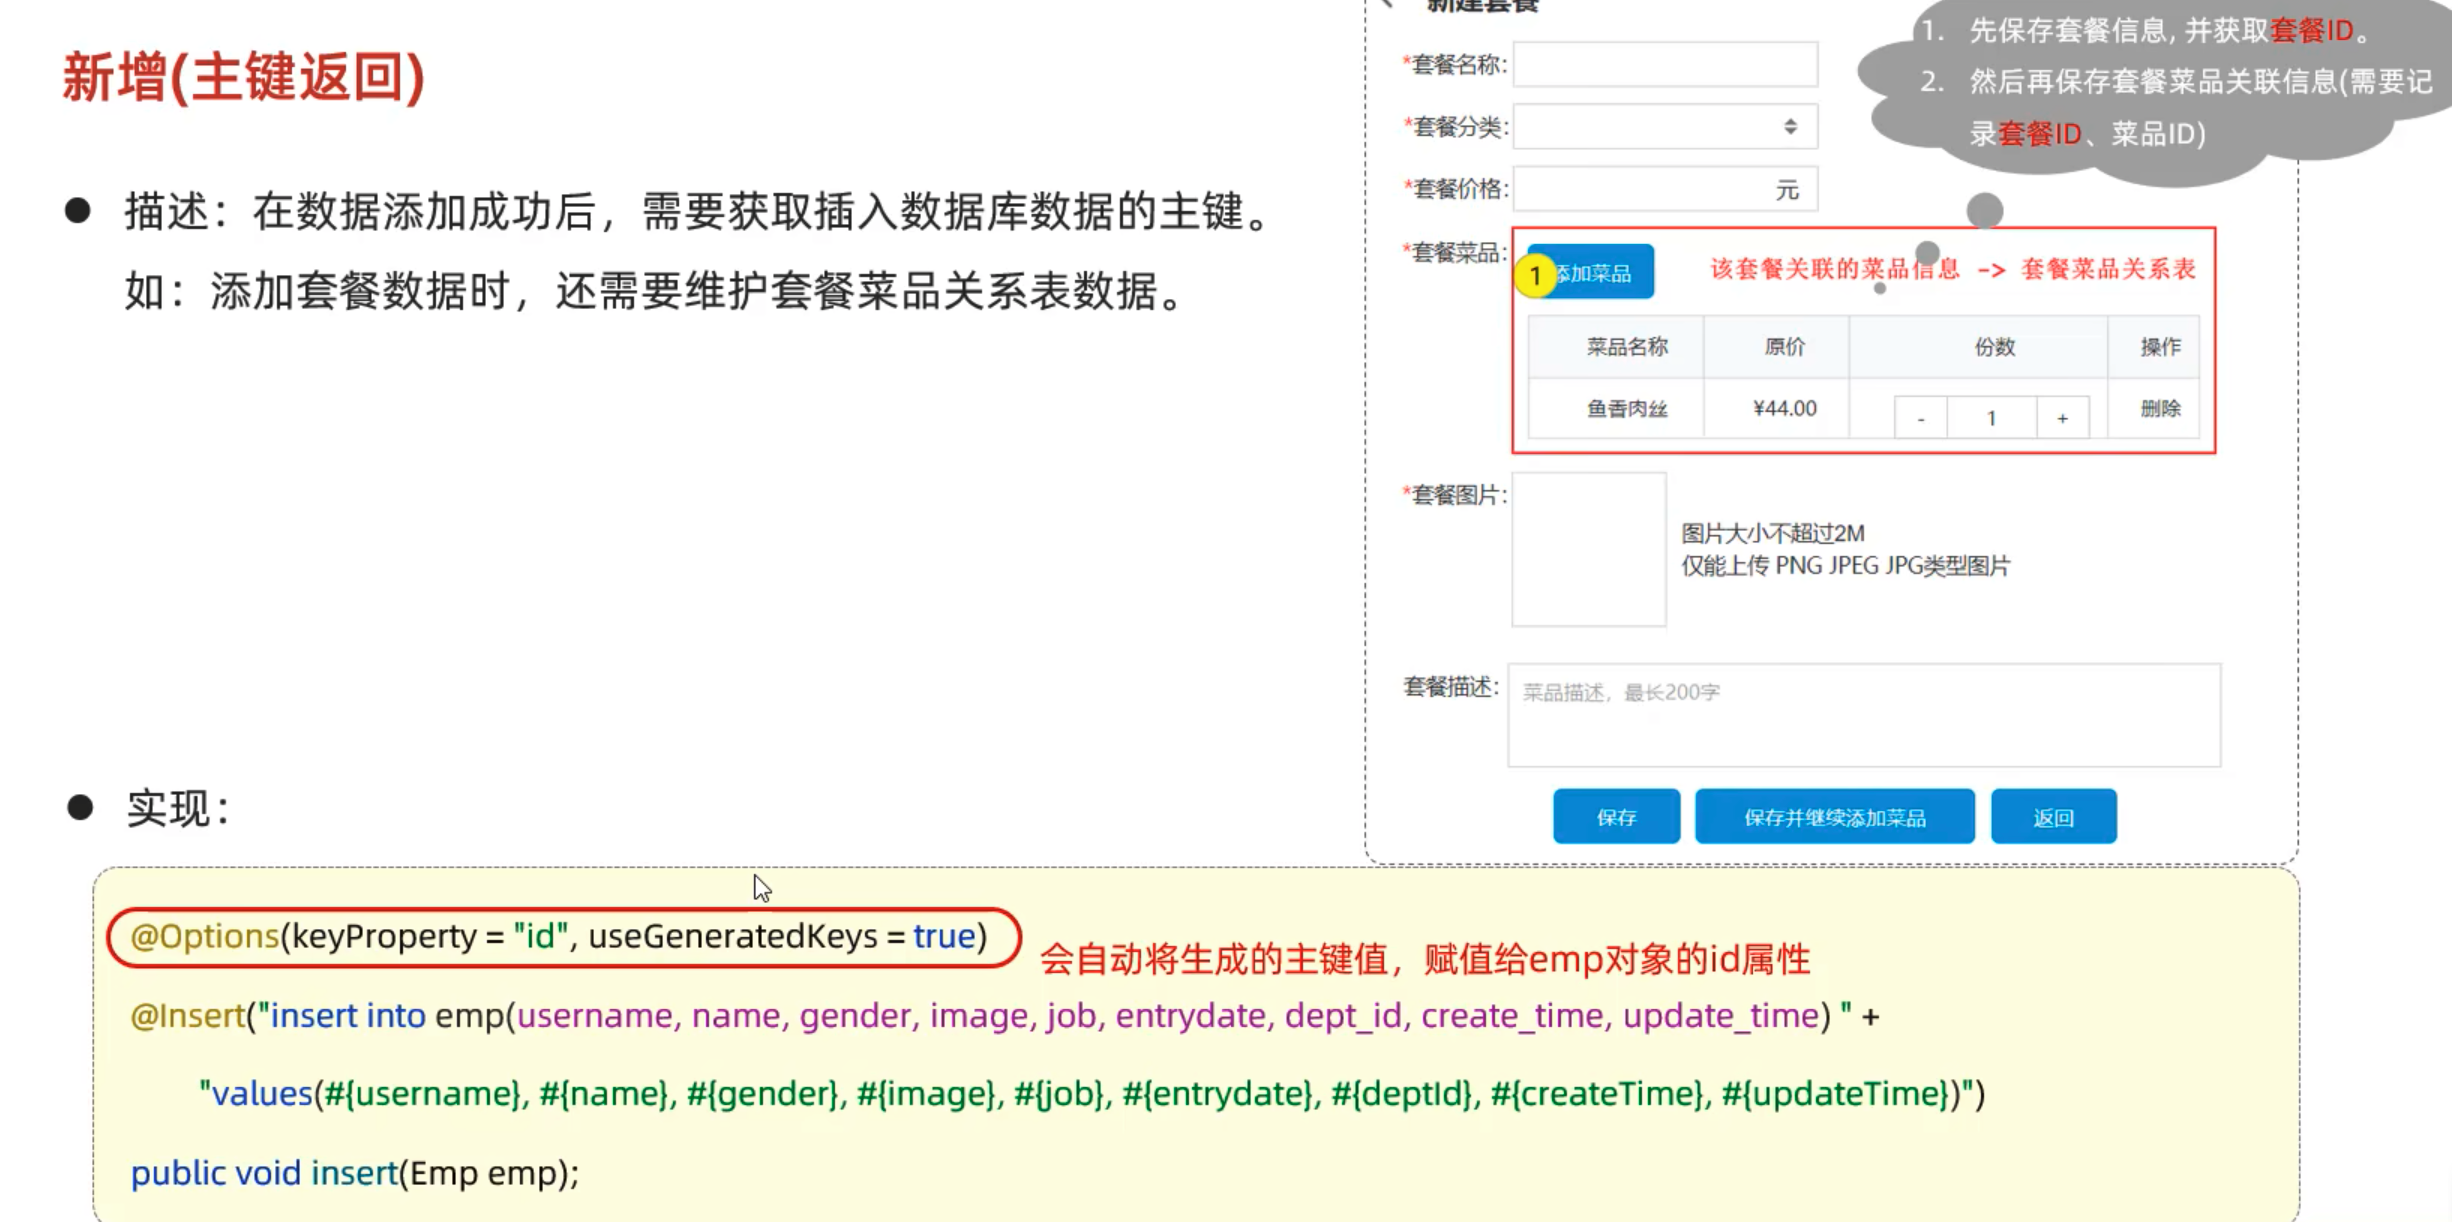 新增(主键返回)
描述：在数据添加成功后，需要获取插入数据库数据的主键。
如：添加套餐数据时，还需要维护套餐菜品关系表数据。
新建套餐
1. 先保存套餐信息, 并获取套餐ID。
2. 然后再保存套餐菜品关联信息(需要记
录套餐ID、菜品ID)
*套餐名称:
*套餐分类:
*套餐价格:
元
*套餐菜品:
1
添加菜品
该套餐关联的菜品信息 -> 套餐菜品关系表
菜品名称 原价 份数 操作
鱼香肉丝 ¥44.00 - 1 + 删除
*套餐图片:
图片大小不超过2M
仅能上传 PNG JPEG JPG类型图片
套餐描述:
菜品描述，最长200字
保存 保存并继续添加菜品 返回
实现：
@Options(keyProperty = "id", useGeneratedKeys = true)
会自动将生成的主键值，赋值给emp对象的id属性
@Insert("insert into emp(username, name, gender, image, job, entrydate, dept_id, create_time, update_time) " +
"values(#{username}, #{name}, #{gender}, #{image}, #{job}, #{entrydate}, #{deptId}, #{createTime}, #{updateTime})")
public void insert(Emp emp);